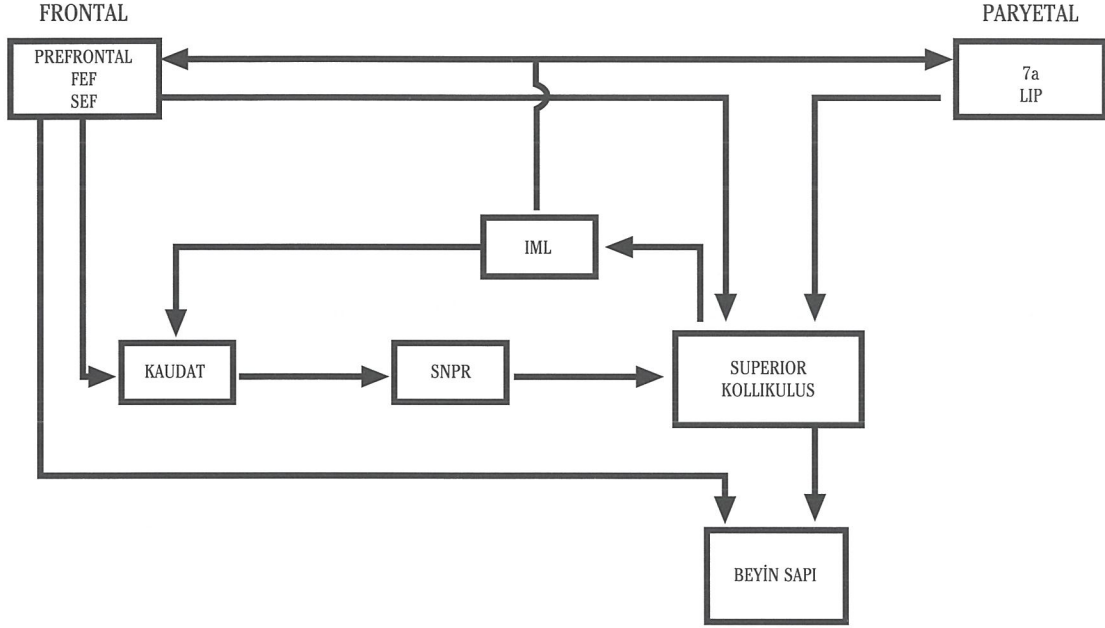 FRONTAL
PARYETAL
PREFRONTAL
FEF
SEF
7a
LIP
IML
KAUDAT
SNPR
SUPERIOR
KOLLIKULUS
BEYİN SAPI